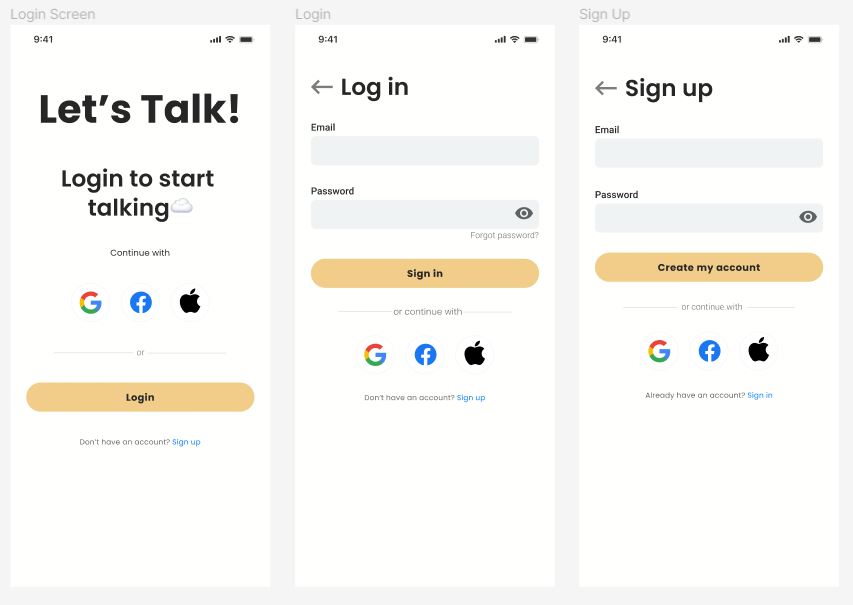 Login Screen
9:41
Let's Talk!
Login to start
talking
Continue with
or
Login
Don't have an account? Sign up
Login
9:41
Log in
Email
Password
Forgot password?
Sign in
or continue with
Don't have an account? Sign up
Sign Up
9:41
Sign up
Email
Password
Create my account
or continue with
Already have an account? Sign in